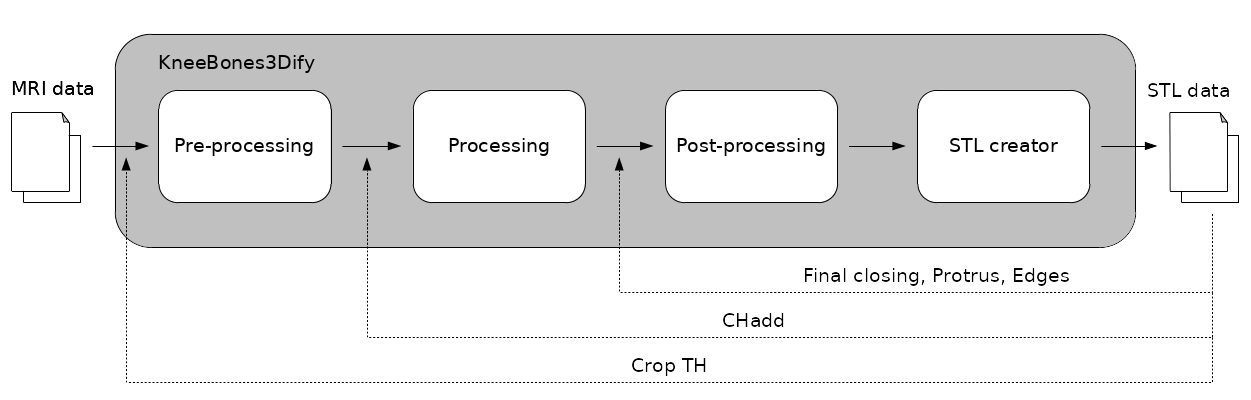 KneeBones3Dify
MRI data
STL data
Pre-processing
Processing
Post-processing
STL creator
Final closing, Protrus, Edges
CHadd
Crop TH